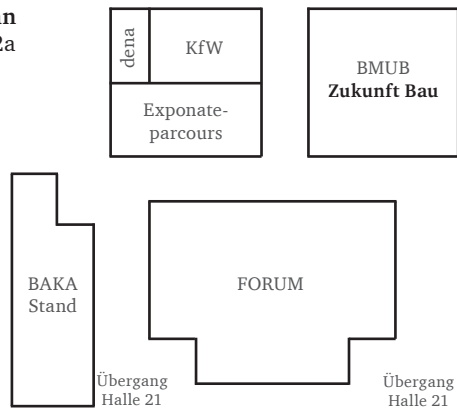 dena
KfW
Exponate-
parcours
BMUB
Zukunft Bau
BAKA
Stand
FORUM
Übergang
Halle 21
Übergang
Halle 21